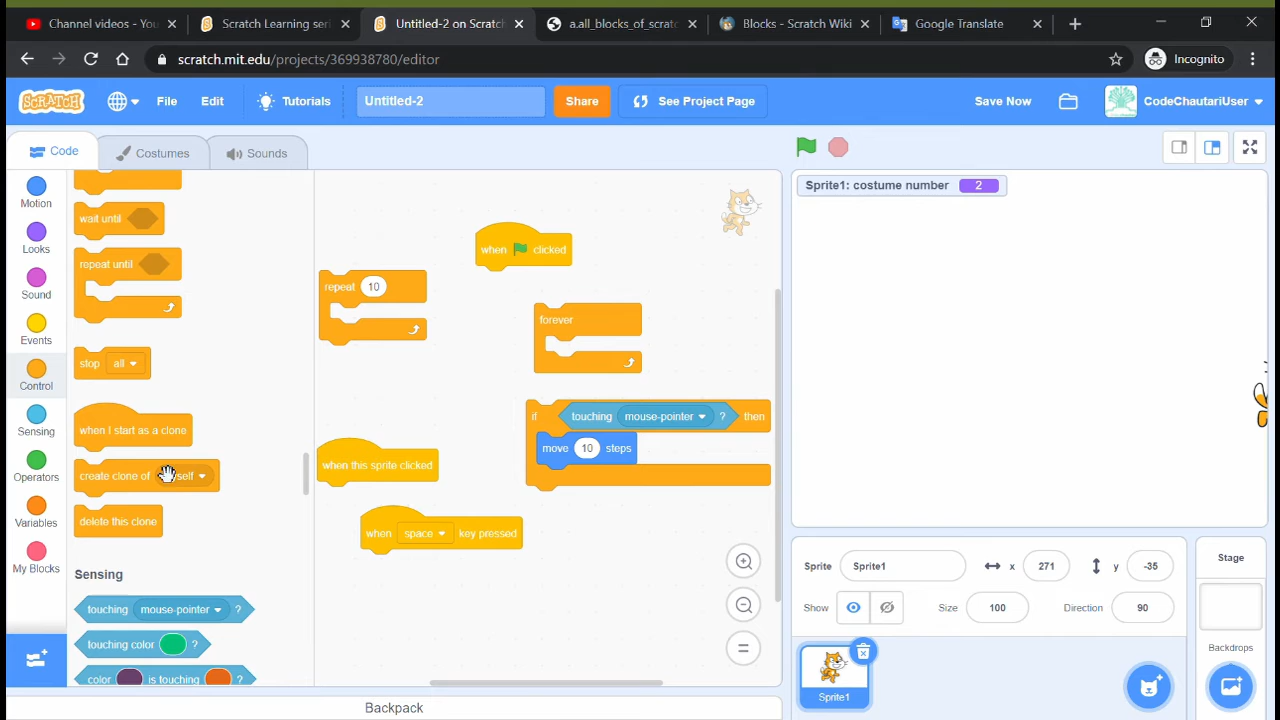 Channel videos - You
Scratch Learning seri
Untitled-2 on Scratch
a.all_blocks_of_scratc
Blocks - Scratch Wiki
Google Translate
scratch.mit.edu/projects/369938780/editor
Incognito
SCRATCH
File
Edit
Tutorials
Untitled-2
Share
See Project Page
Save Now
CodeChautariUser
Code
Costumes
Sounds
Motion
Looks
Sound
Events
Control
Sensing
Operators
Variables
My Blocks
wait until
repeat until
stop all
when I start as a clone
create clone of
delete this clone
Sensing
touching mouse-pointer ?
touching color ?
color is touching ?
when clicked
repeat 10
forever
if touching mouse-pointer ? then
move 10 steps
when this sprite clicked
when space key pressed
Backpack
Sprite1: costume number 2
Sprite Sprite1 x 271 y -35
Show Size 100 Direction 90
Sprite1
Stage
Backdrops